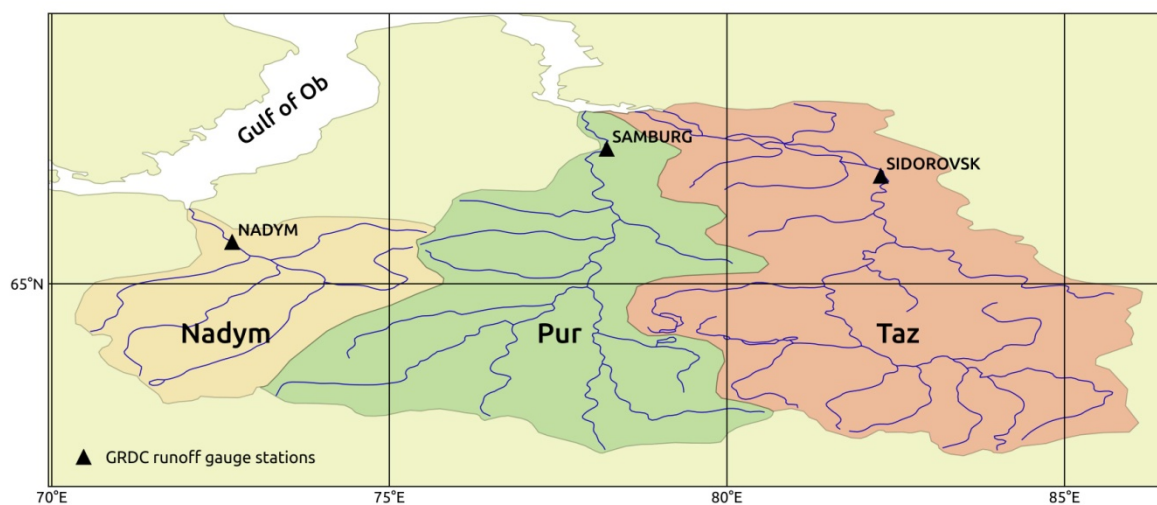 Gulf of Ob
SAMBURG
SIDOROVSK
NADYM
65°N
Nadym
Pur
Taz
GRDC runoff gauge stations
70°E
75°E
80°E
85°E